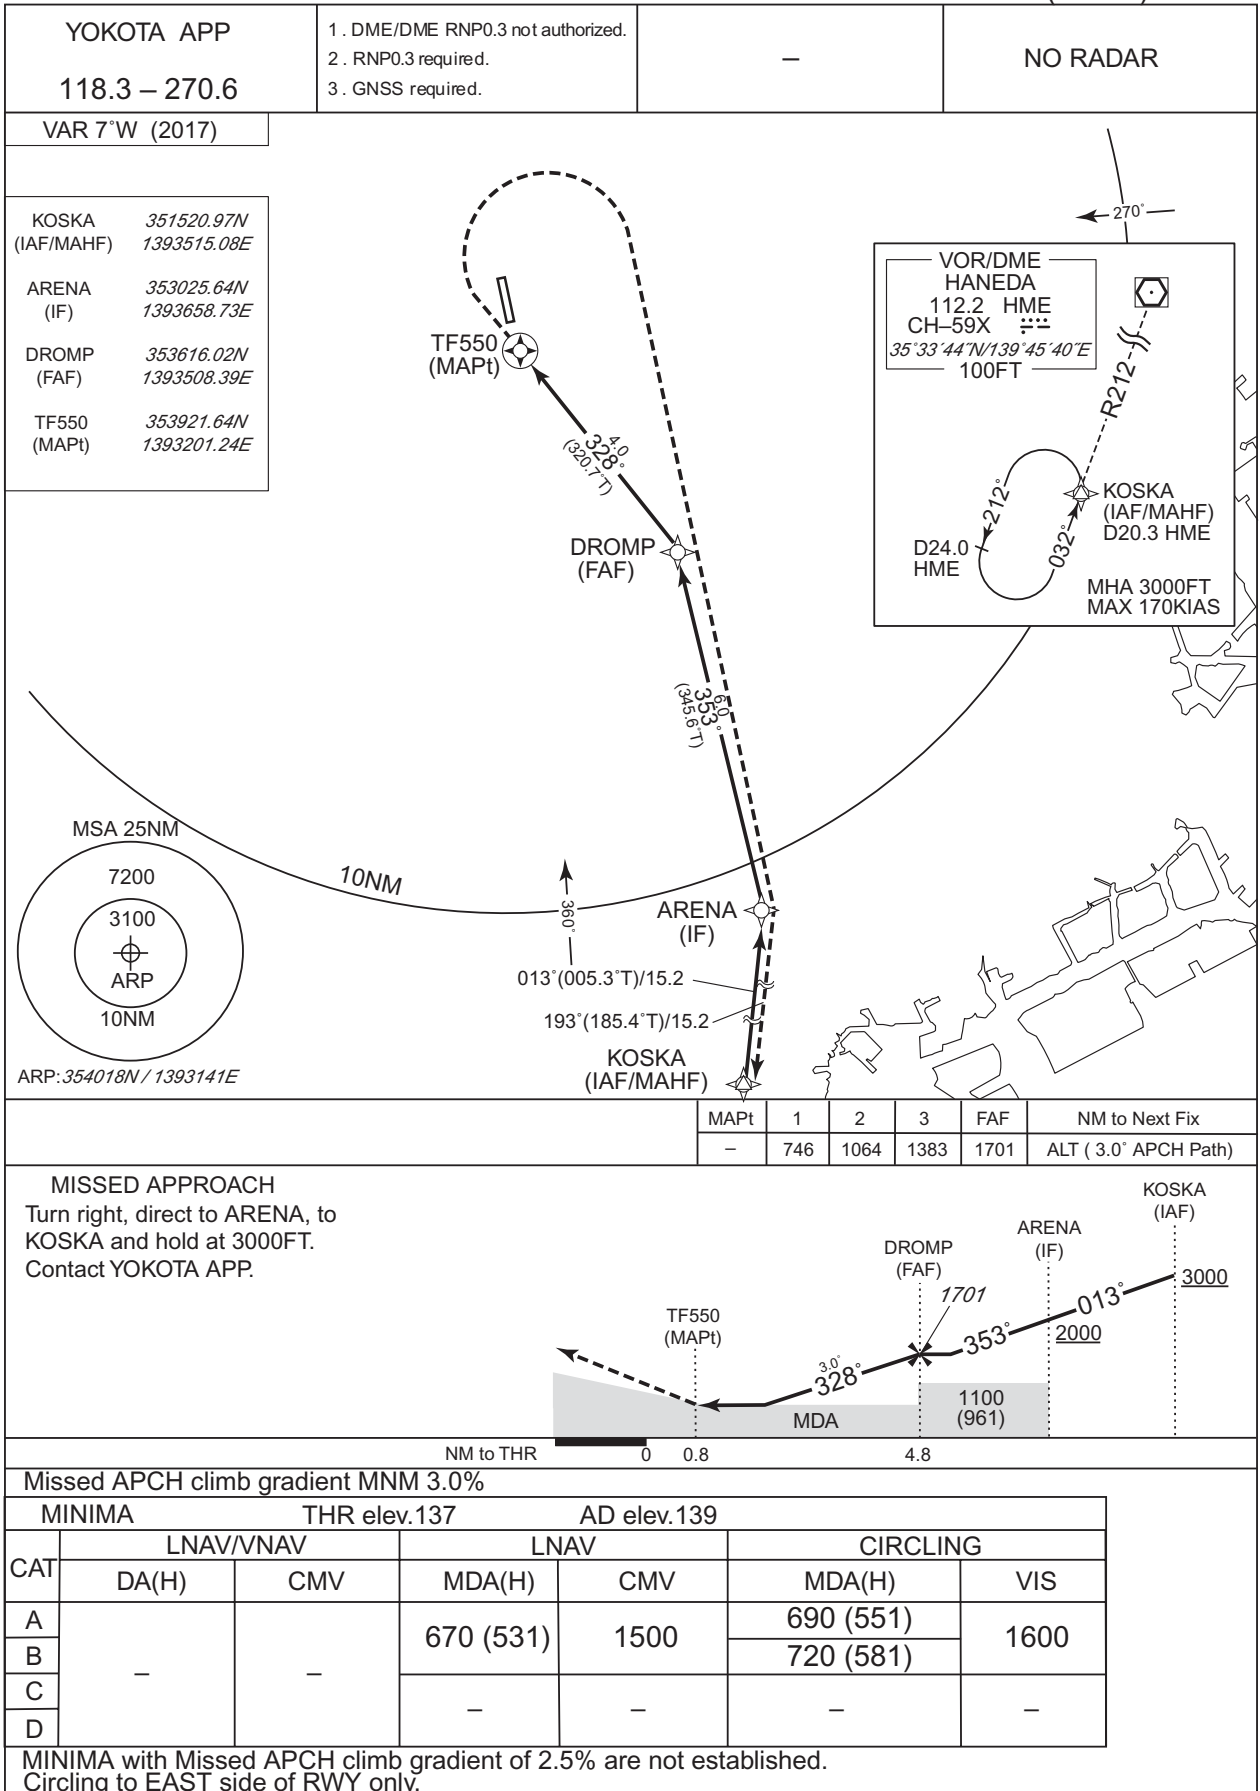 YOKOTA APP
118.3 – 270.6
1 . DME/DME RNP0.3 not authorized.
2 . RNP0.3 required.
3 . GNSS required.
–
NO RADAR
VAR 7˚W (2017)
KOSKA 351520.97N
(IAF/MAHF) 1393515.08E
ARENA 353025.64N
(IF) 1393658.73E
DROMP 353616.02N
(FAF) 1393508.39E
TF550 353921.64N
(MAPt) 1393201.24E
270˚
VOR/DME
HANEDA
112.2 HME
CH–59X
35˚33´44˝N/139˚45´40˝E
100FT
R212
212˚
032˚
KOSKA
(IAF/MAHF)
D20.3 HME
D24.0
HME
MHA 3000FT
MAX 170KIAS
TF550
(MAPt)
4.0
328˚
(320.7˚T)
DROMP
(FAF)
6.0
353˚
(345.6˚T)
10NM
360˚
ARENA
(IF)
013˚(005.3˚T)/15.2
193˚(185.4˚T)/15.2
KOSKA
(IAF/MAHF)
MSA 25NM
7200
3100
ARP
10NM
ARP:354018N / 1393141E
MAPt 1 2 3 FAF NM to Next Fix
– 746 1064 1383 1701 ALT ( 3.0˚ APCH Path)
MISSED APPROACH
Turn right, direct to ARENA, to
KOSKA and hold at 3000FT.
Contact YOKOTA APP.
KOSKA
(IAF)
ARENA
(IF)
DROMP
(FAF)
TF550
(MAPt)
1701
3000
013˚
2000
353˚
3.0˚
328˚
1100
(961)
MDA
NM to THR 0 0.8 4.8
Missed APCH climb gradient MNM 3.0%
MINIMA THR elev.137 AD elev.139
CAT LNAV/VNAV LNAV CIRCLING
DA(H) CMV MDA(H) CMV MDA(H) VIS
A – – 670 (531) 1500 690 (551) 1600
B 720 (581)
C – – – –
D
MINIMA with Missed APCH climb gradient of 2.5% are not established.
Circling to EAST side of RWY only.